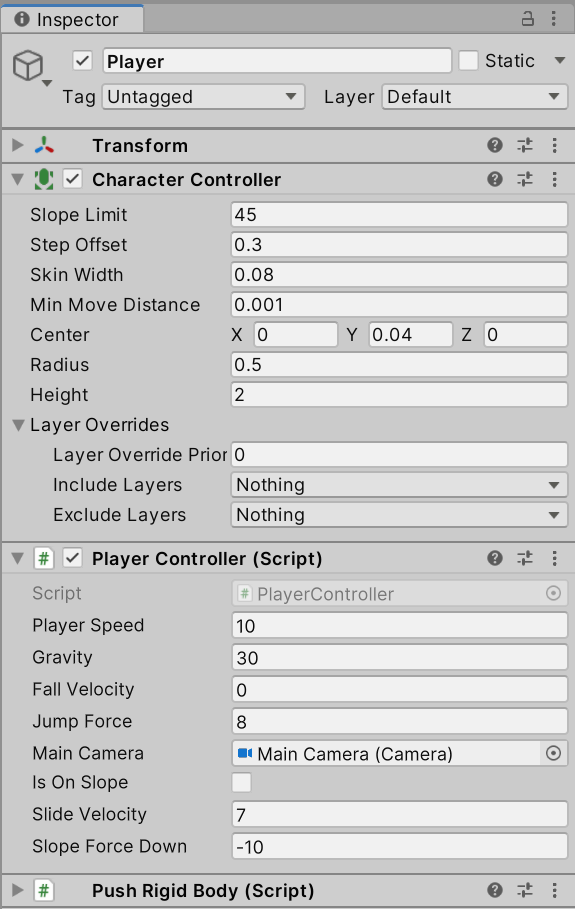 Inspector
Player
Static
Tag Untagged Layer Default
Transform
Character Controller
Slope Limit 45
Step Offset 0.3
Skin Width 0.08
Min Move Distance 0.001
Center X 0 Y 0.04 Z 0
Radius 0.5
Height 2
Layer Overrides
Layer Override Prior 0
Include Layers Nothing
Exclude Layers Nothing
# Player Controller (Script)
Script # PlayerController
Player Speed 10
Gravity 30
Fall Velocity 0
Jump Force 8
Main Camera Main Camera (Camera)
Is On Slope
Slide Velocity 7
Slope Force Down -10
# Push Rigid Body (Script)